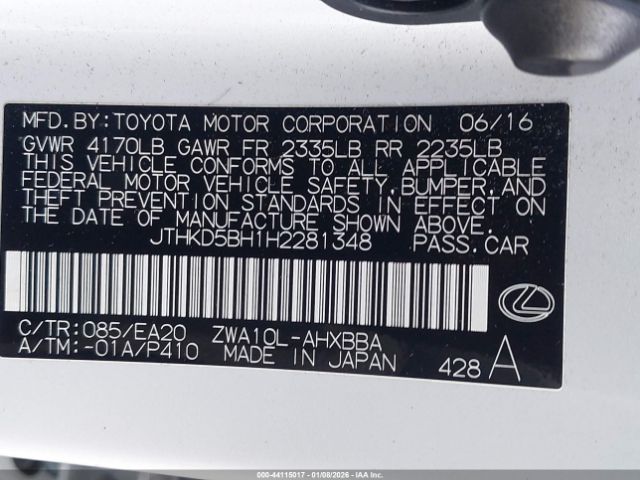 MFD.BY:TOYOTA MOTOR CORPORATION 06/16
GVWR 4170LB GAWR FR 2335LB RR 2235LB
THIS VEHICLE CONFORMS TO ALL APPLICABLE
FEDERAL MOTOR VEHICLE SAFETY,BUMPER,AND
THEFT PREVENTION STANDARDS IN EFFECT ON
THE DATE OF MANUFACTURE SHOWN ABOVE.
JTHKD5BH1H2281348 PASS.CAR
C/TR:085/EA20 ZWA10L-AHXBBA
A/TM:-01A/P410 MADE IN JAPAN
428 A
000-44115017 - 01/08/2026 - IAA Inc.